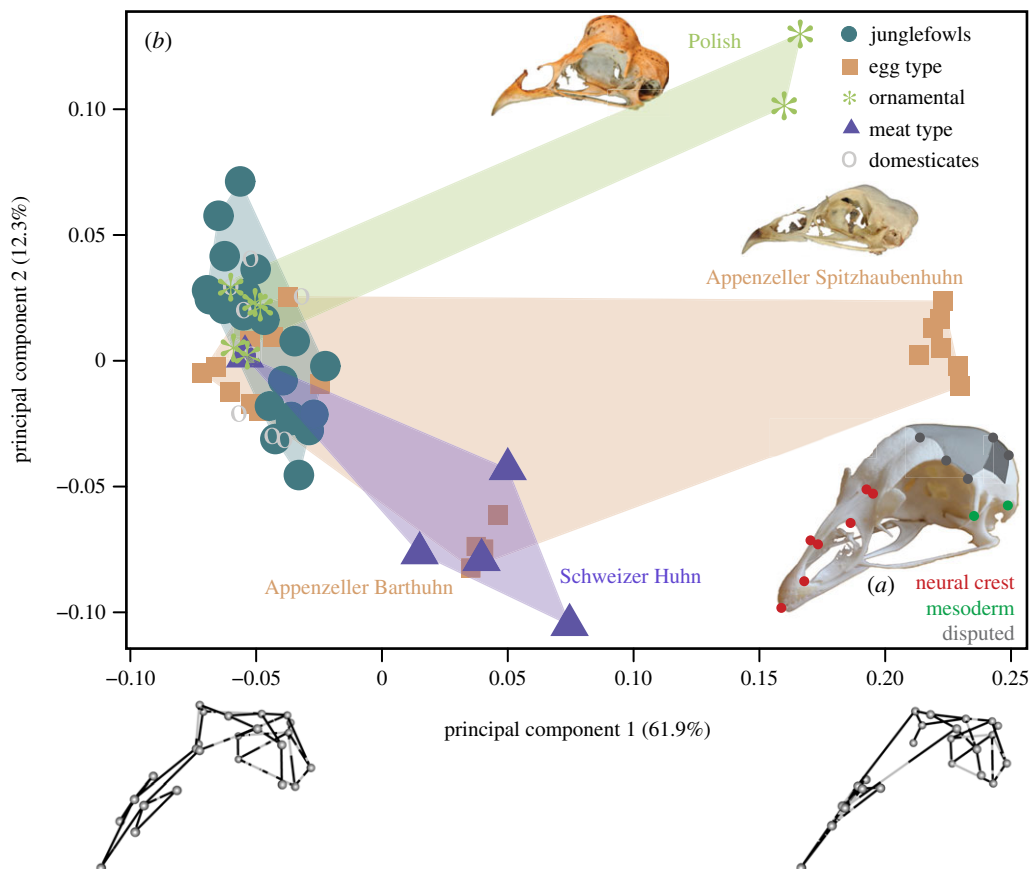 (b)
Polish
junglefowls
egg type
ornamental
meat type
o domesticates
Appenzeller Spitzhaubenhuhn
Appenzeller Barthuhn
Schweizer Huhn
(a)
neural crest
mesoderm
disputed
principal component 2 (12.3%)
0.10
0.05
0
−0.05
−0.10
−0.10 −0.05 0 0.05 0.10 0.15 0.20 0.25
principal component 1 (61.9%)